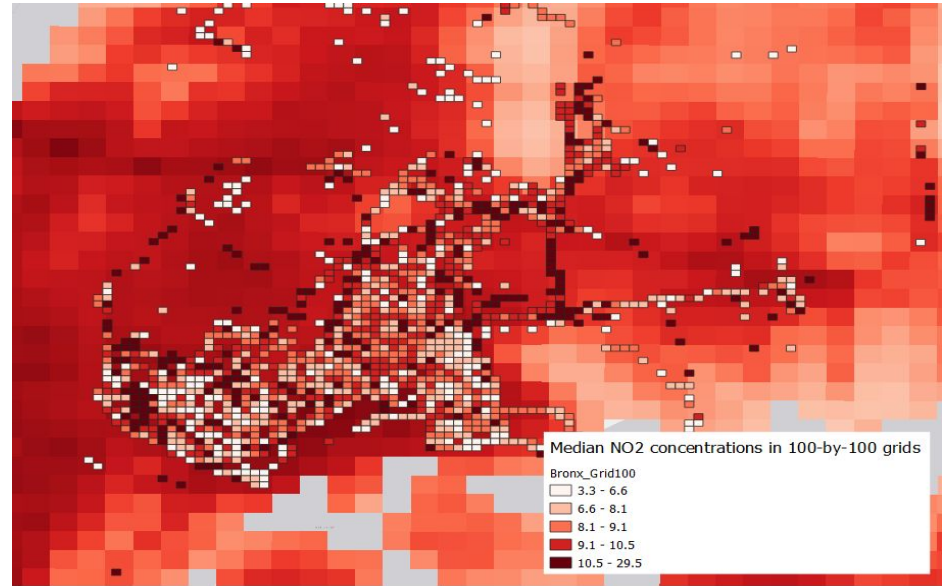 Median NO2 concentrations in 100-by-100 grids
Bronx_Grid100
3.3 - 6.6
6.6 - 8.1
8.1 - 9.1
9.1 - 10.5
10.5 - 29.5